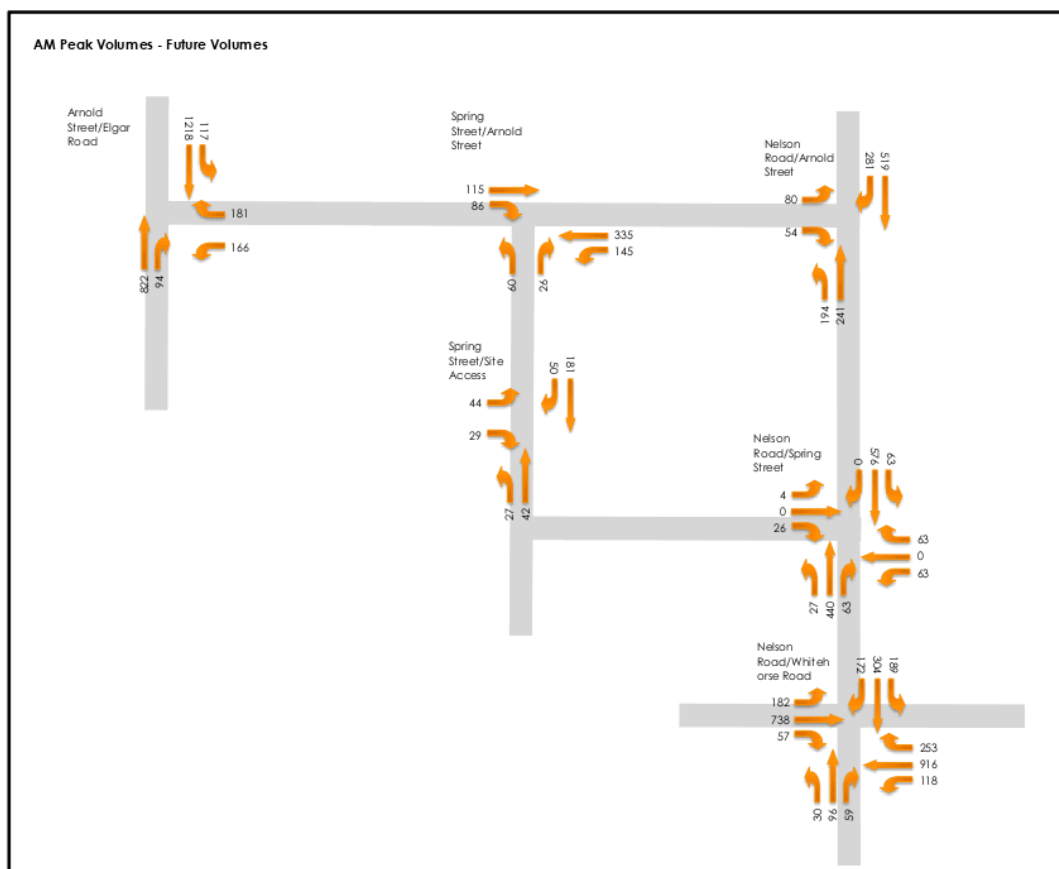 AM Peak Volumes - Future Volumes
Arnold
Street/Elgar
Road
1218
117
181
166
822
94
Spring
Street/Arnold
Street
115
86
335
145
60
26
Nelson
Road/Arnold
Street
80
54
281
519
194
241
Spring
Street/Site
Access
44
29
50
181
27
42
Nelson
Road/Spring
Street
4
0
26
0
576
63
63
0
63
27
440
63
Nelson
Road/Whiteh
orse Road
182
738
57
172
304
189
253
916
118
30
96
59